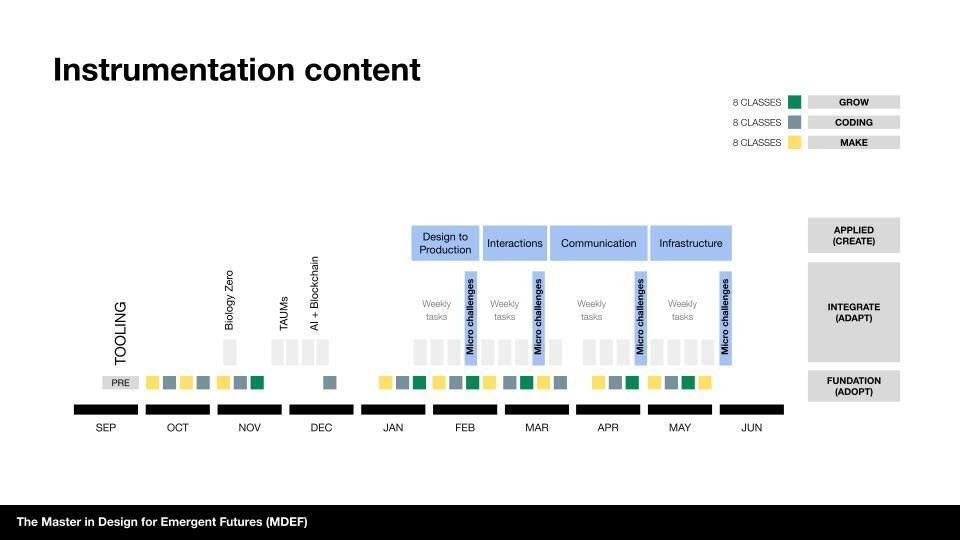 Instrumentation content
8 CLASSES GROW
8 CLASSES CODING
8 CLASSES MAKE
APPLIED
(CREATE)
Design to
Production
Interactions
Communication
Infrastructure
INTEGRATE
(ADAPT)
TOOLING
Biology Zero
TAUMs
AI + Blockchain
Weekly
tasks
Micro challenges
Weekly
tasks
Micro challenges
Weekly
tasks
Micro challenges
Weekly
tasks
Micro challenges
PRE
FUNDATION
(ADOPT)
SEP OCT NOV DEC JAN FEB MAR APR MAY JUN
The Master in Design for Emergent Futures (MDEF)